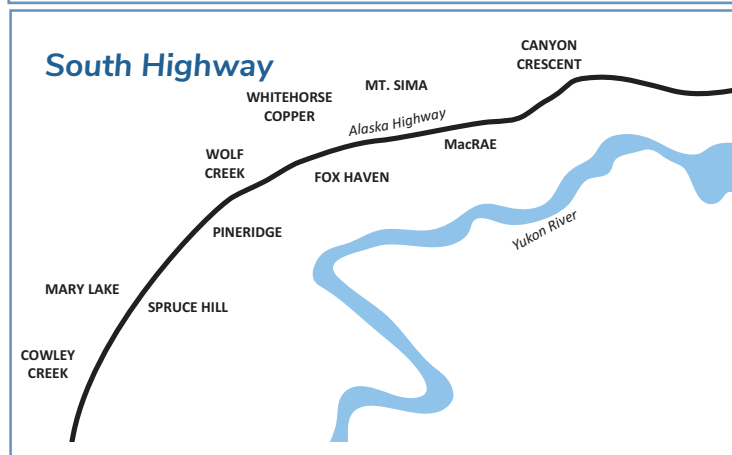 South Highway
CANYON
CRESCENT
MT. SIMA
WHITEHORSE
COPPER
Alaska Highway
MacRAE
WOLF
CREEK
FOX HAVEN
Yukon River
PINERIDGE
MARY LAKE
SPRUCE HILL
COWLEY
CREEK